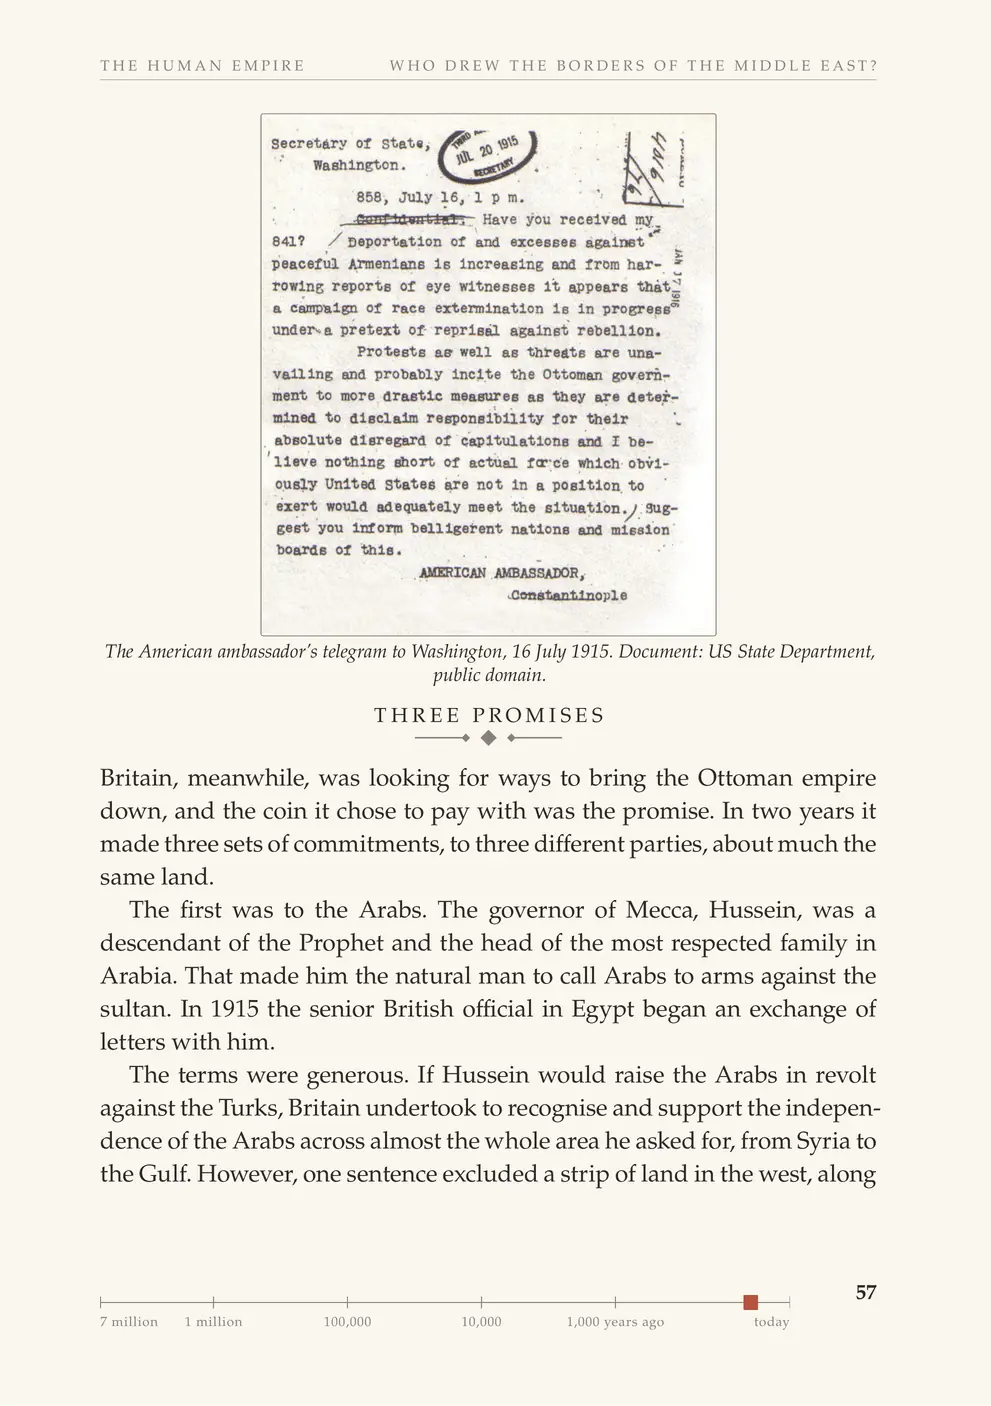 THE HUMAN EMPIRE
WHO DREW THE BORDERS OF THE MIDDLE EAST?
Secretary of State,
Washington.
JUL 20 1915
SECRETARY
858, July 16, 1 p m.
Confidential. Have you received my
841? Deportation of and excesses against
peaceful Armenians is increasing and from har-
rowing reports of eye witnesses it appears that
a campaign of race extermination is in progress
under a pretext of reprisal against rebellion.
Protests as well as threats are una-
vailing and probably incite the Ottoman govern-
ment to more drastic measures as they are deter-
mined to disclaim responsibility for their
absolute disregard of capitulations and I be-
lieve nothing short of actual force which obvi-
ously United States are not in a position to
exert would adequately meet the situation. Sug-
gest you inform belligerent nations and mission
boards of this.
AMERICAN AMBASSADOR,
Constantinople
The American ambassador's telegram to Washington, 16 July 1915. Document: US State Department,
public domain.
THREE PROMISES
Britain, meanwhile, was looking for ways to bring the Ottoman empire
down, and the coin it chose to pay with was the promise. In two years it
made three sets of commitments, to three different parties, about much the
same land.
The first was to the Arabs. The governor of Mecca, Hussein, was a
descendant of the Prophet and the head of the most respected family in
Arabia. That made him the natural man to call Arabs to arms against the
sultan. In 1915 the senior British official in Egypt began an exchange of
letters with him.
The terms were generous. If Hussein would raise the Arabs in revolt
against the Turks, Britain undertook to recognise and support the indepen-
dence of the Arabs across almost the whole area he asked for, from Syria to
the Gulf. However, one sentence excluded a strip of land in the west, along
57
7 million 1 million 100,000 10,000 1,000 years ago today